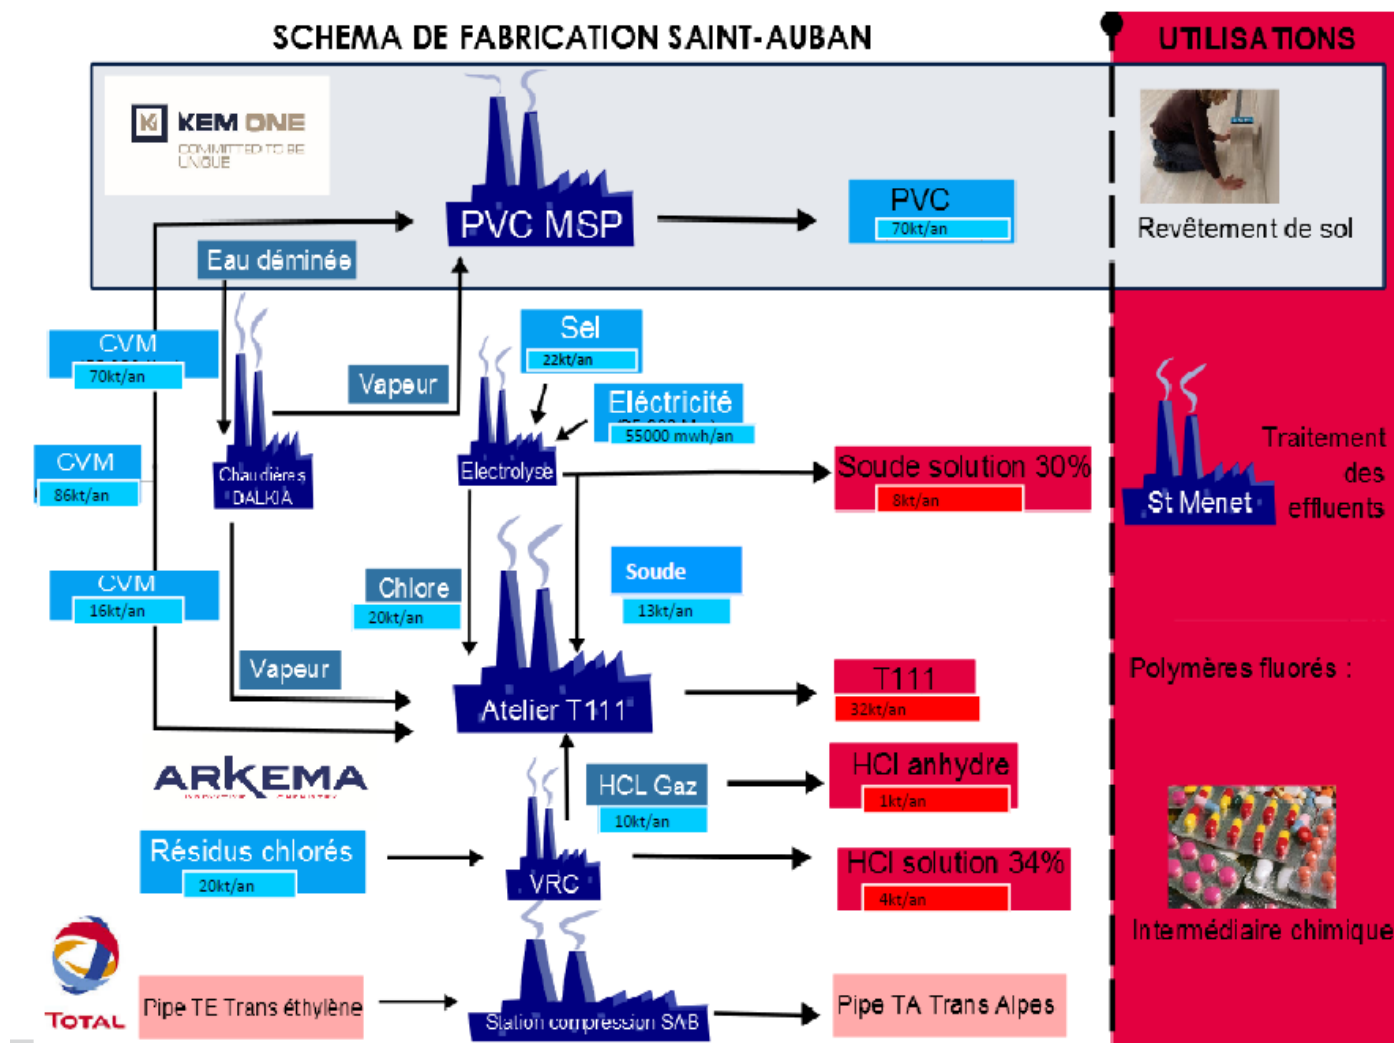 SCHEMA DE FABRICATION SAINT-AUBAN
UTILISATIONS
KEM ONE
COMMITTED TO BE
UNIQUE
PVC MSP
PVC
70kt/an
Revêtement de sol
Eau déminée
CVM
70kt/an
Vapeur
Sel
22kt/an
Eléctricité
55000 mwh/an
CVM
86kt/an
Chaudières
DALKIA
Electrolyse
Soude solution 30%
8kt/an
St Menet
Traitement
des
effluents
CVM
16kt/an
Chlore
20kt/an
Soude
13kt/an
Vapeur
Atelier T111
T111
32kt/an
Polymères fluorés :
ARKEMA
HCL Gaz
10kt/an
HCl anhydre
1kt/an
Résidus chlorés
20kt/an
VRC
HCl solution 34%
4kt/an
Intermédiaire chimique
TOTAL
Pipe TE Trans éthylène
Station compression SAB
Pipe TA Trans Alpes